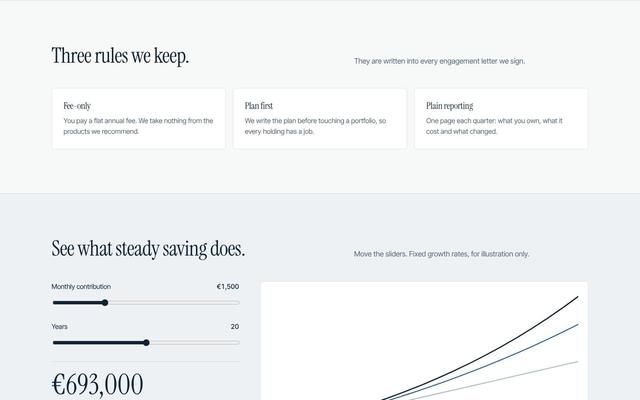 Three rules we keep.
They are written into every engagement letter we sign.
Fee-only
You pay a flat annual fee. We take nothing from the
products we recommend.
Plan first
We write the plan before touching a portfolio, so
every holding has a job.
Plain reporting
One page each quarter: what you own, what it
cost and what changed.
See what steady saving does.
Move the sliders. Fixed growth rates, for illustration only.
Monthly contribution €1,500
Years 20
€693,000